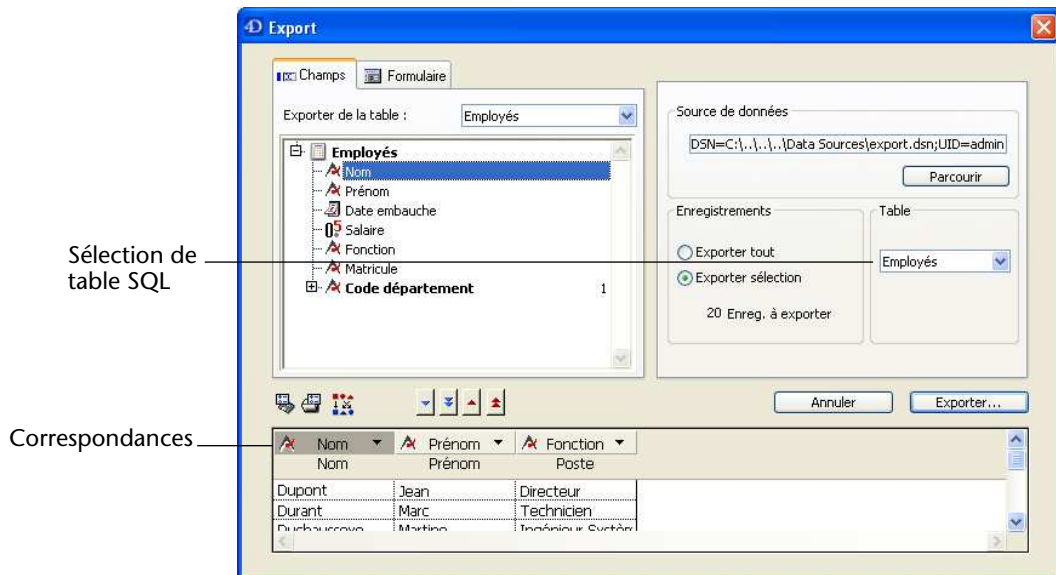 4D Export
Champs
Formulaire
Exporter de la table :
Employés
Employés
Nom
Prénom
Date embauche
Salaire
Fonction
Matricule
Code département 1
Source de données
DSN=C:\..\..\..\Data Sources\export.dsn;UID=admin
Parcourir
Enregistrements
Exporter tout
Exporter sélection
20 Enreg. à exporter
Table
Employés
Sélection de
table SQL
Annuler
Exporter...
Correspondances
Nom Prénom Fonction
Nom Prénom Poste
Dupont Jean Directeur
Durant Marc Technicien